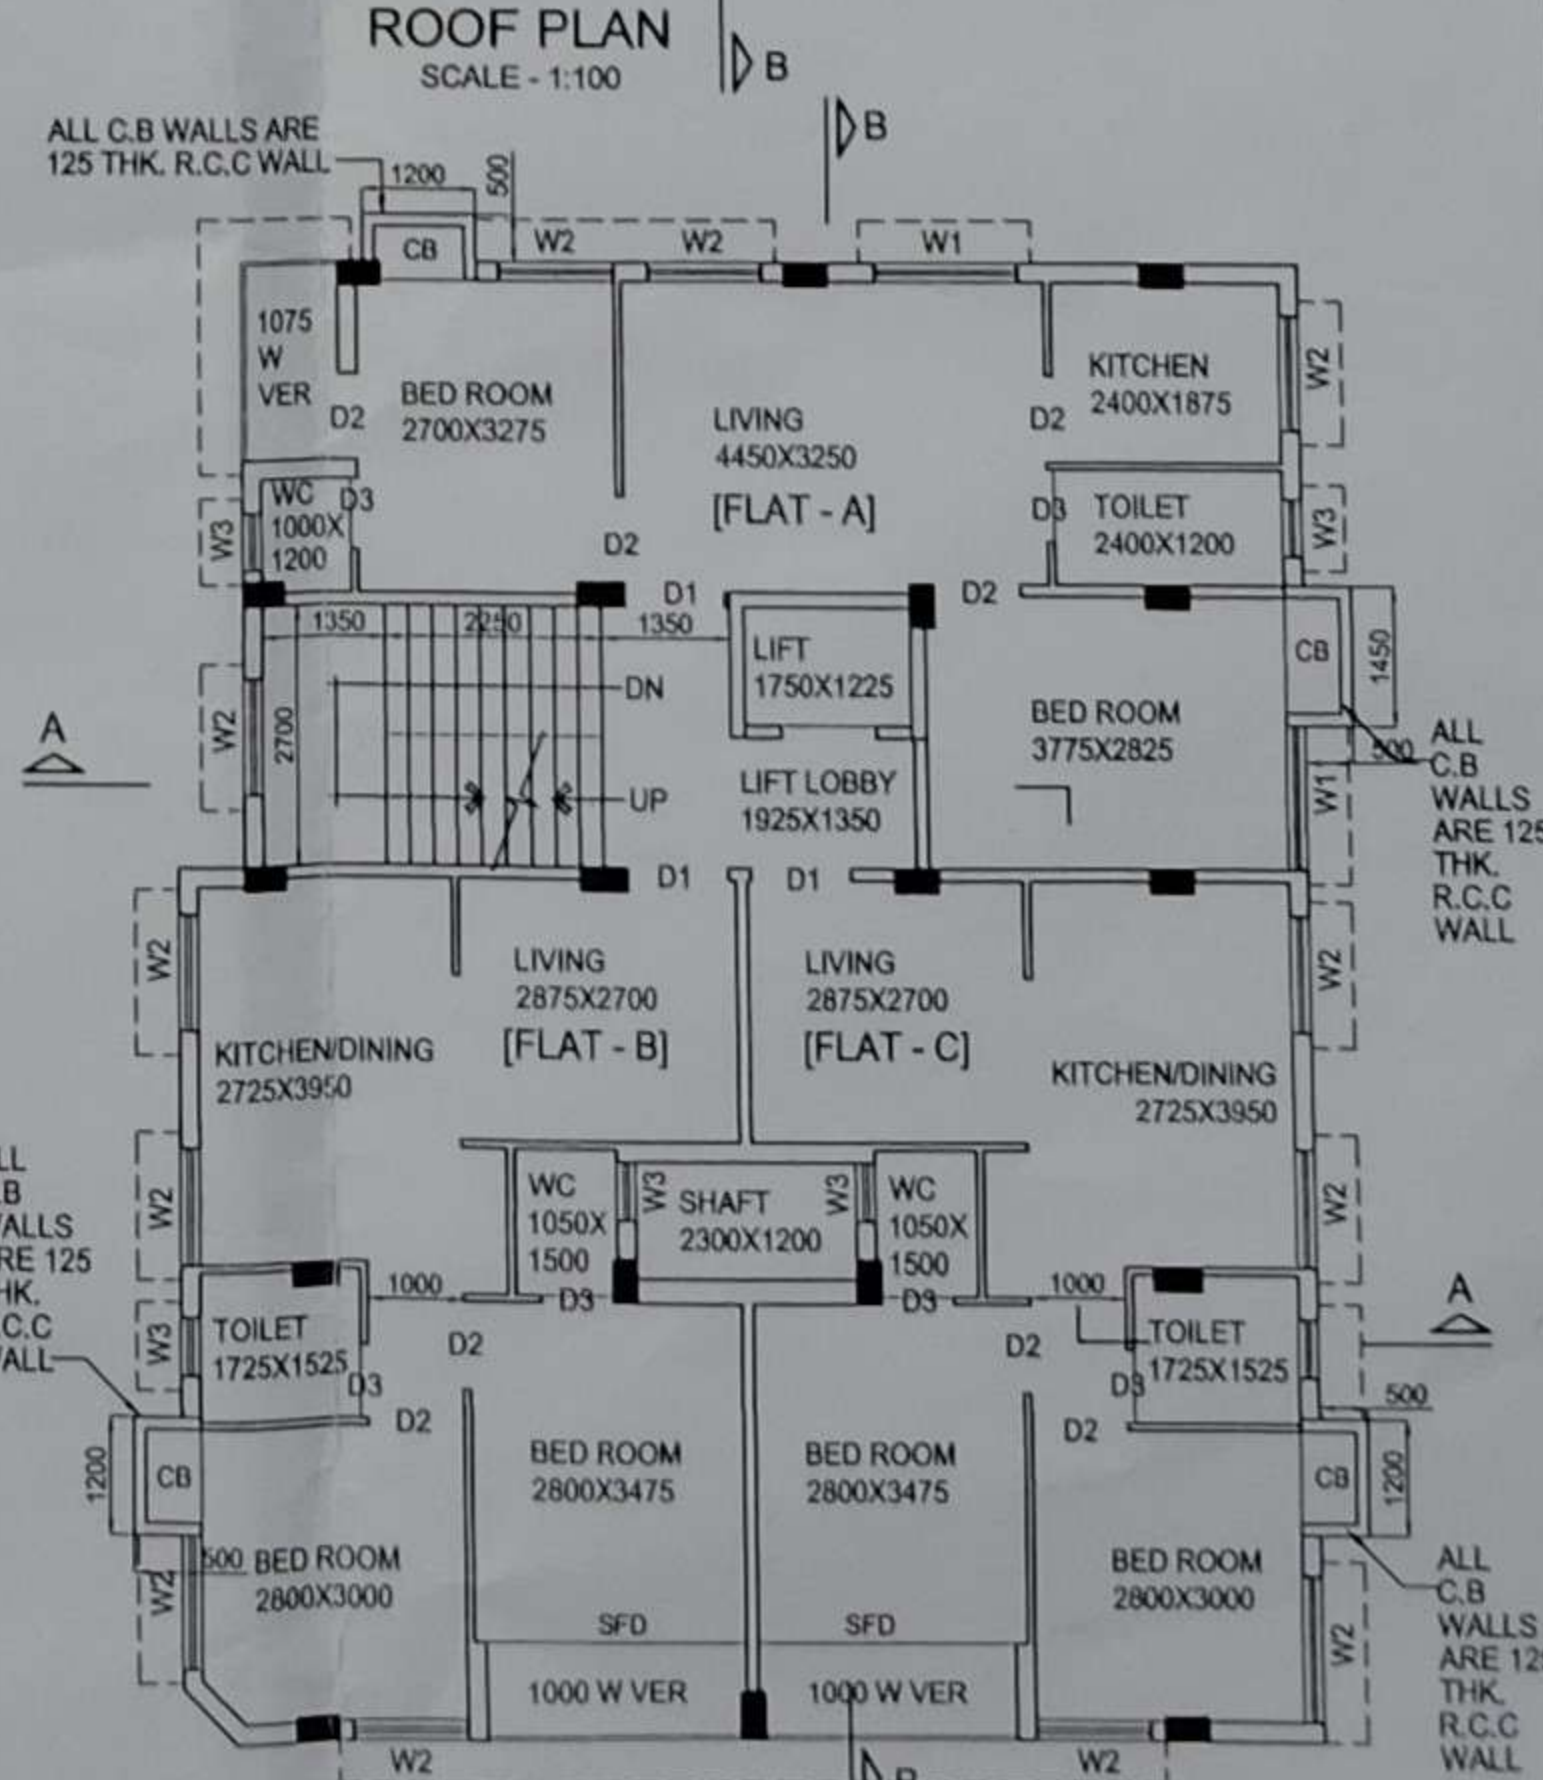 ROOF PLAN
SCALE - 1:100
B
B
ALL C.B WALLS ARE
125 THK. R.C.C WALL
1200
500
CB
W2
W2
W1
1075
W
VER
D2
BED ROOM
2700X3275
LIVING
4450X3250
[FLAT - A]
D2
KITCHEN
2400X1875
W2
W3
WC
1000X
1200
D3
D2
D3
TOILET
2400X1200
W3
D1
D2
1350
2250
1350
LIFT
1750X1225
CB
1450
DN
A
W2
2700
BED ROOM
3775X2825
500
ALL
C.B
WALLS
ARE 125
THK.
R.C.C
WALL
UP
LIFT LOBBY
1925X1350
W1
D1
D1
W2
LIVING
2875X2700
[FLAT - B]
LIVING
2875X2700
[FLAT - C]
W2
KITCHEN/DINING
2725X3950
KITCHEN/DINING
2725X3950
W2
WC
1050X
1500
W3
SHAFT
2300X1200
W3
WC
1050X
1500
W2
1000
D3
D3
1000
A
WALL
W3
TOILET
1725X1525
D3
D2
D2
TOILET
1725X1525
D3
500
D2
D2
1200
CB
BED ROOM
2800X3475
BED ROOM
2800X3475
CB
1200
500
W2
BED ROOM
2800X3000
BED ROOM
2800X3000
W2
ALL
C.B
WALLS
ARE 125
THK.
R.C.C
WALL
SFD
SFD
1000 W VER
1000 W VER
W2
W2
B